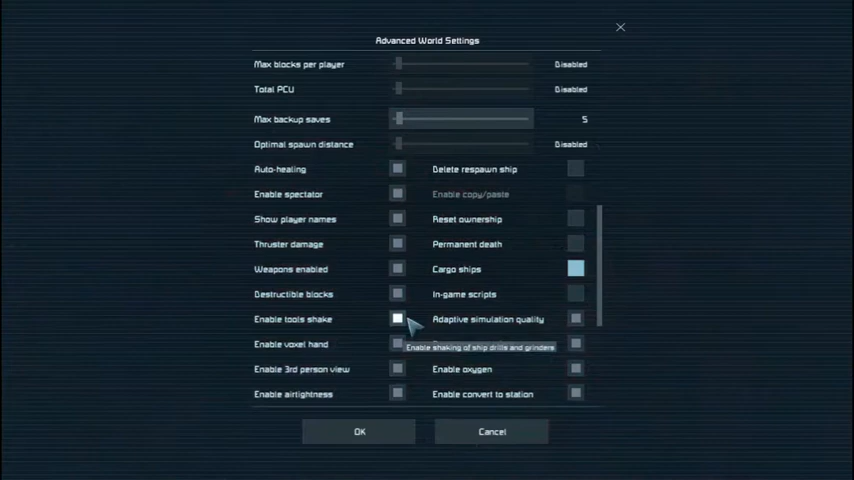 Advanced World Settings
Max blocks per player Disabled
Total PCU Disabled
Max backup saves 5
Optimal spawn distance Disabled
Auto-healing Delete respawn ship
Enable spectator Enable copy/paste
Show player names Reset ownership
Thruster damage Permanent death
Weapons enabled Cargo ships
Destructible blocks In-game scripts
Enable tools shake Adaptive simulation quality
Enable voxel hand
Enable shaking of ship drills and grinders
Enable 3rd person view Enable oxygen
Enable airtightness Enable convert to station
OK Cancel